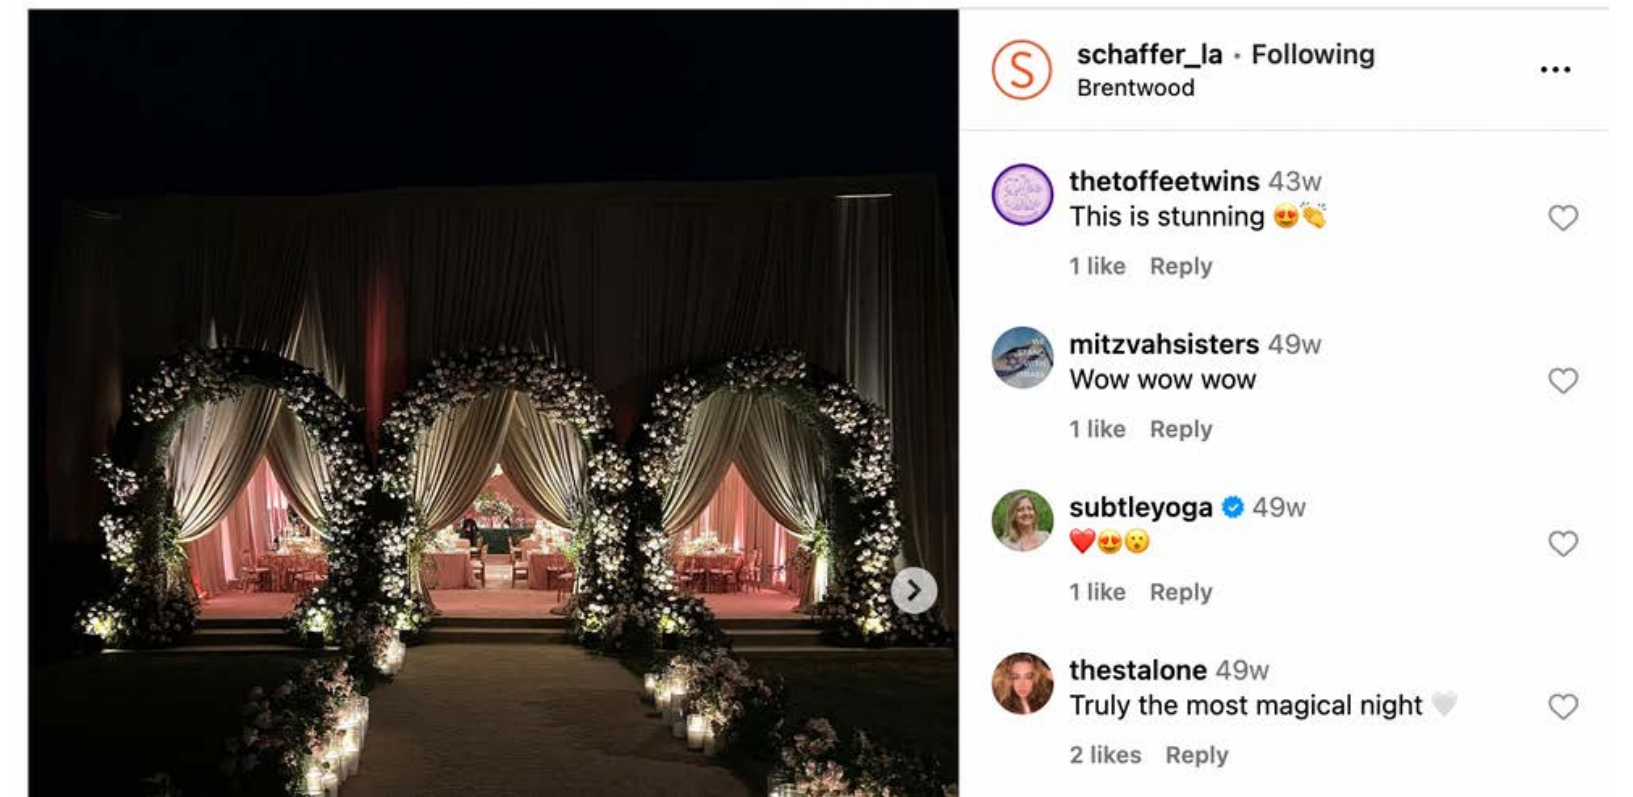 S
schaffer_la • Following
Brentwood
thetoffeetwins 43w
This is stunning 😍👏
1 like Reply
mitzvahsisters 49w
Wow wow wow
1 like Reply
subtleyoga 49w
❤️😍😮
1 like Reply
thestalone 49w
Truly the most magical night 🤍
2 likes Reply